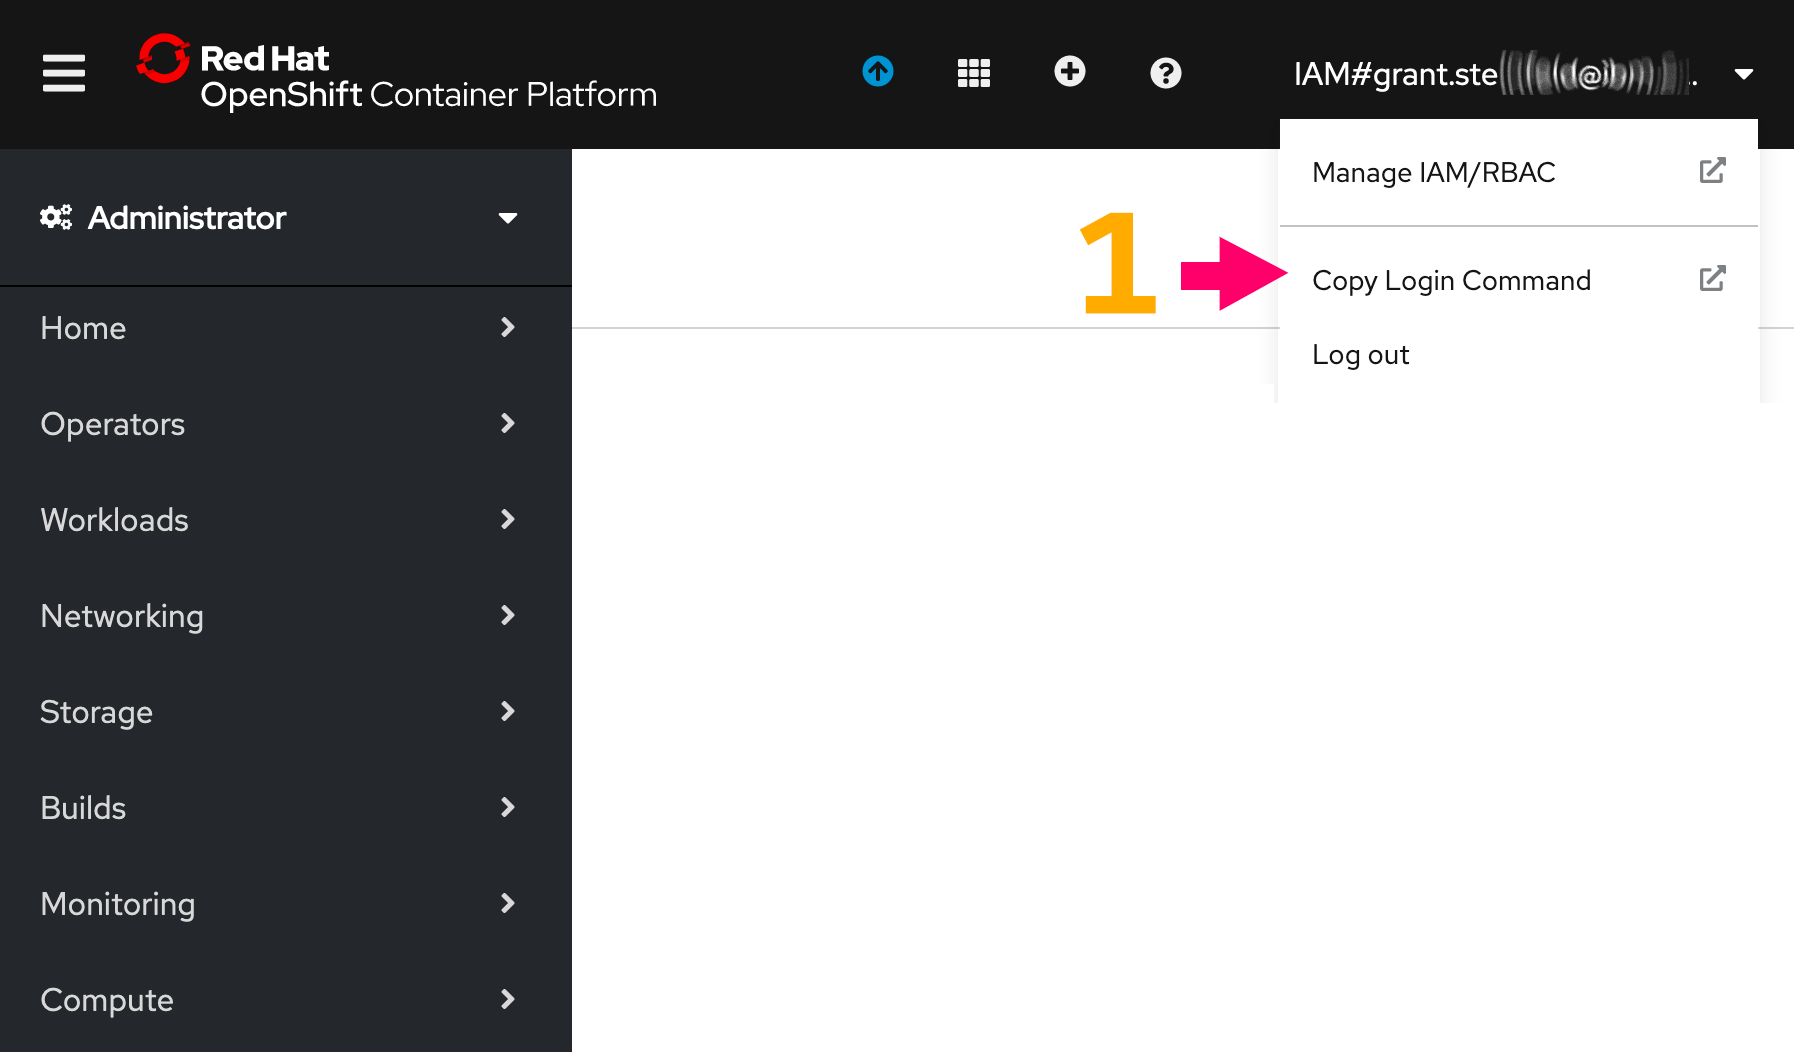 Red Hat
OpenShift Container Platform
IAM#grant.ste
Manage IAM/RBAC
Administrator
1
Copy Login Command
Home
Log out
Operators
Workloads
Networking
Storage
Builds
Monitoring
Compute